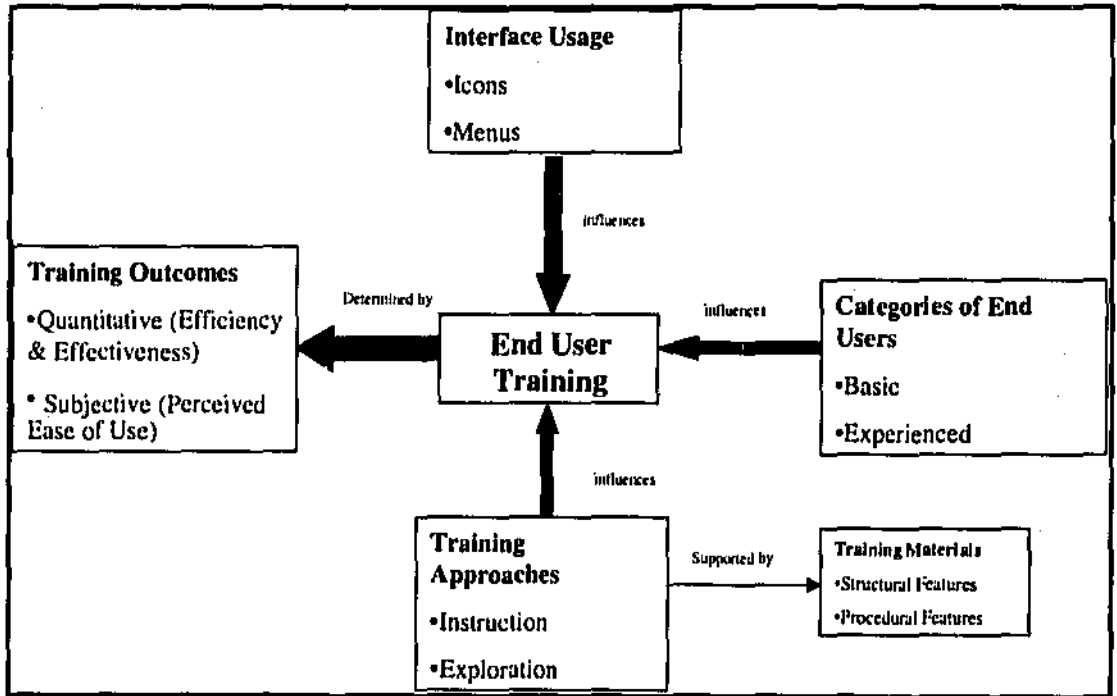 Interface Usage
•Icons
•Menus
influences
Training Outcomes
•Quantitative (Efficiency
& Effectiveness)
• Subjective (Perceived
Ease of Use)
Determined by
End User
Training
influences
Categories of End
Users
•Basic
•Experienced
influences
Training
Approaches
•Instruction
•Exploration
Supported by
Training Materials
•Structural Features
•Procedural Features